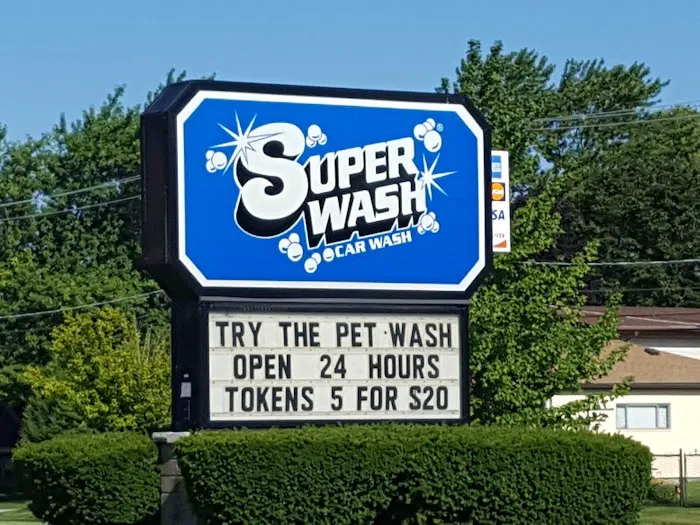 SUPER
WASH
CAR WASH
TRY THE PET WASH
OPEN 24 HOURS
TOKENS 5 FOR $20